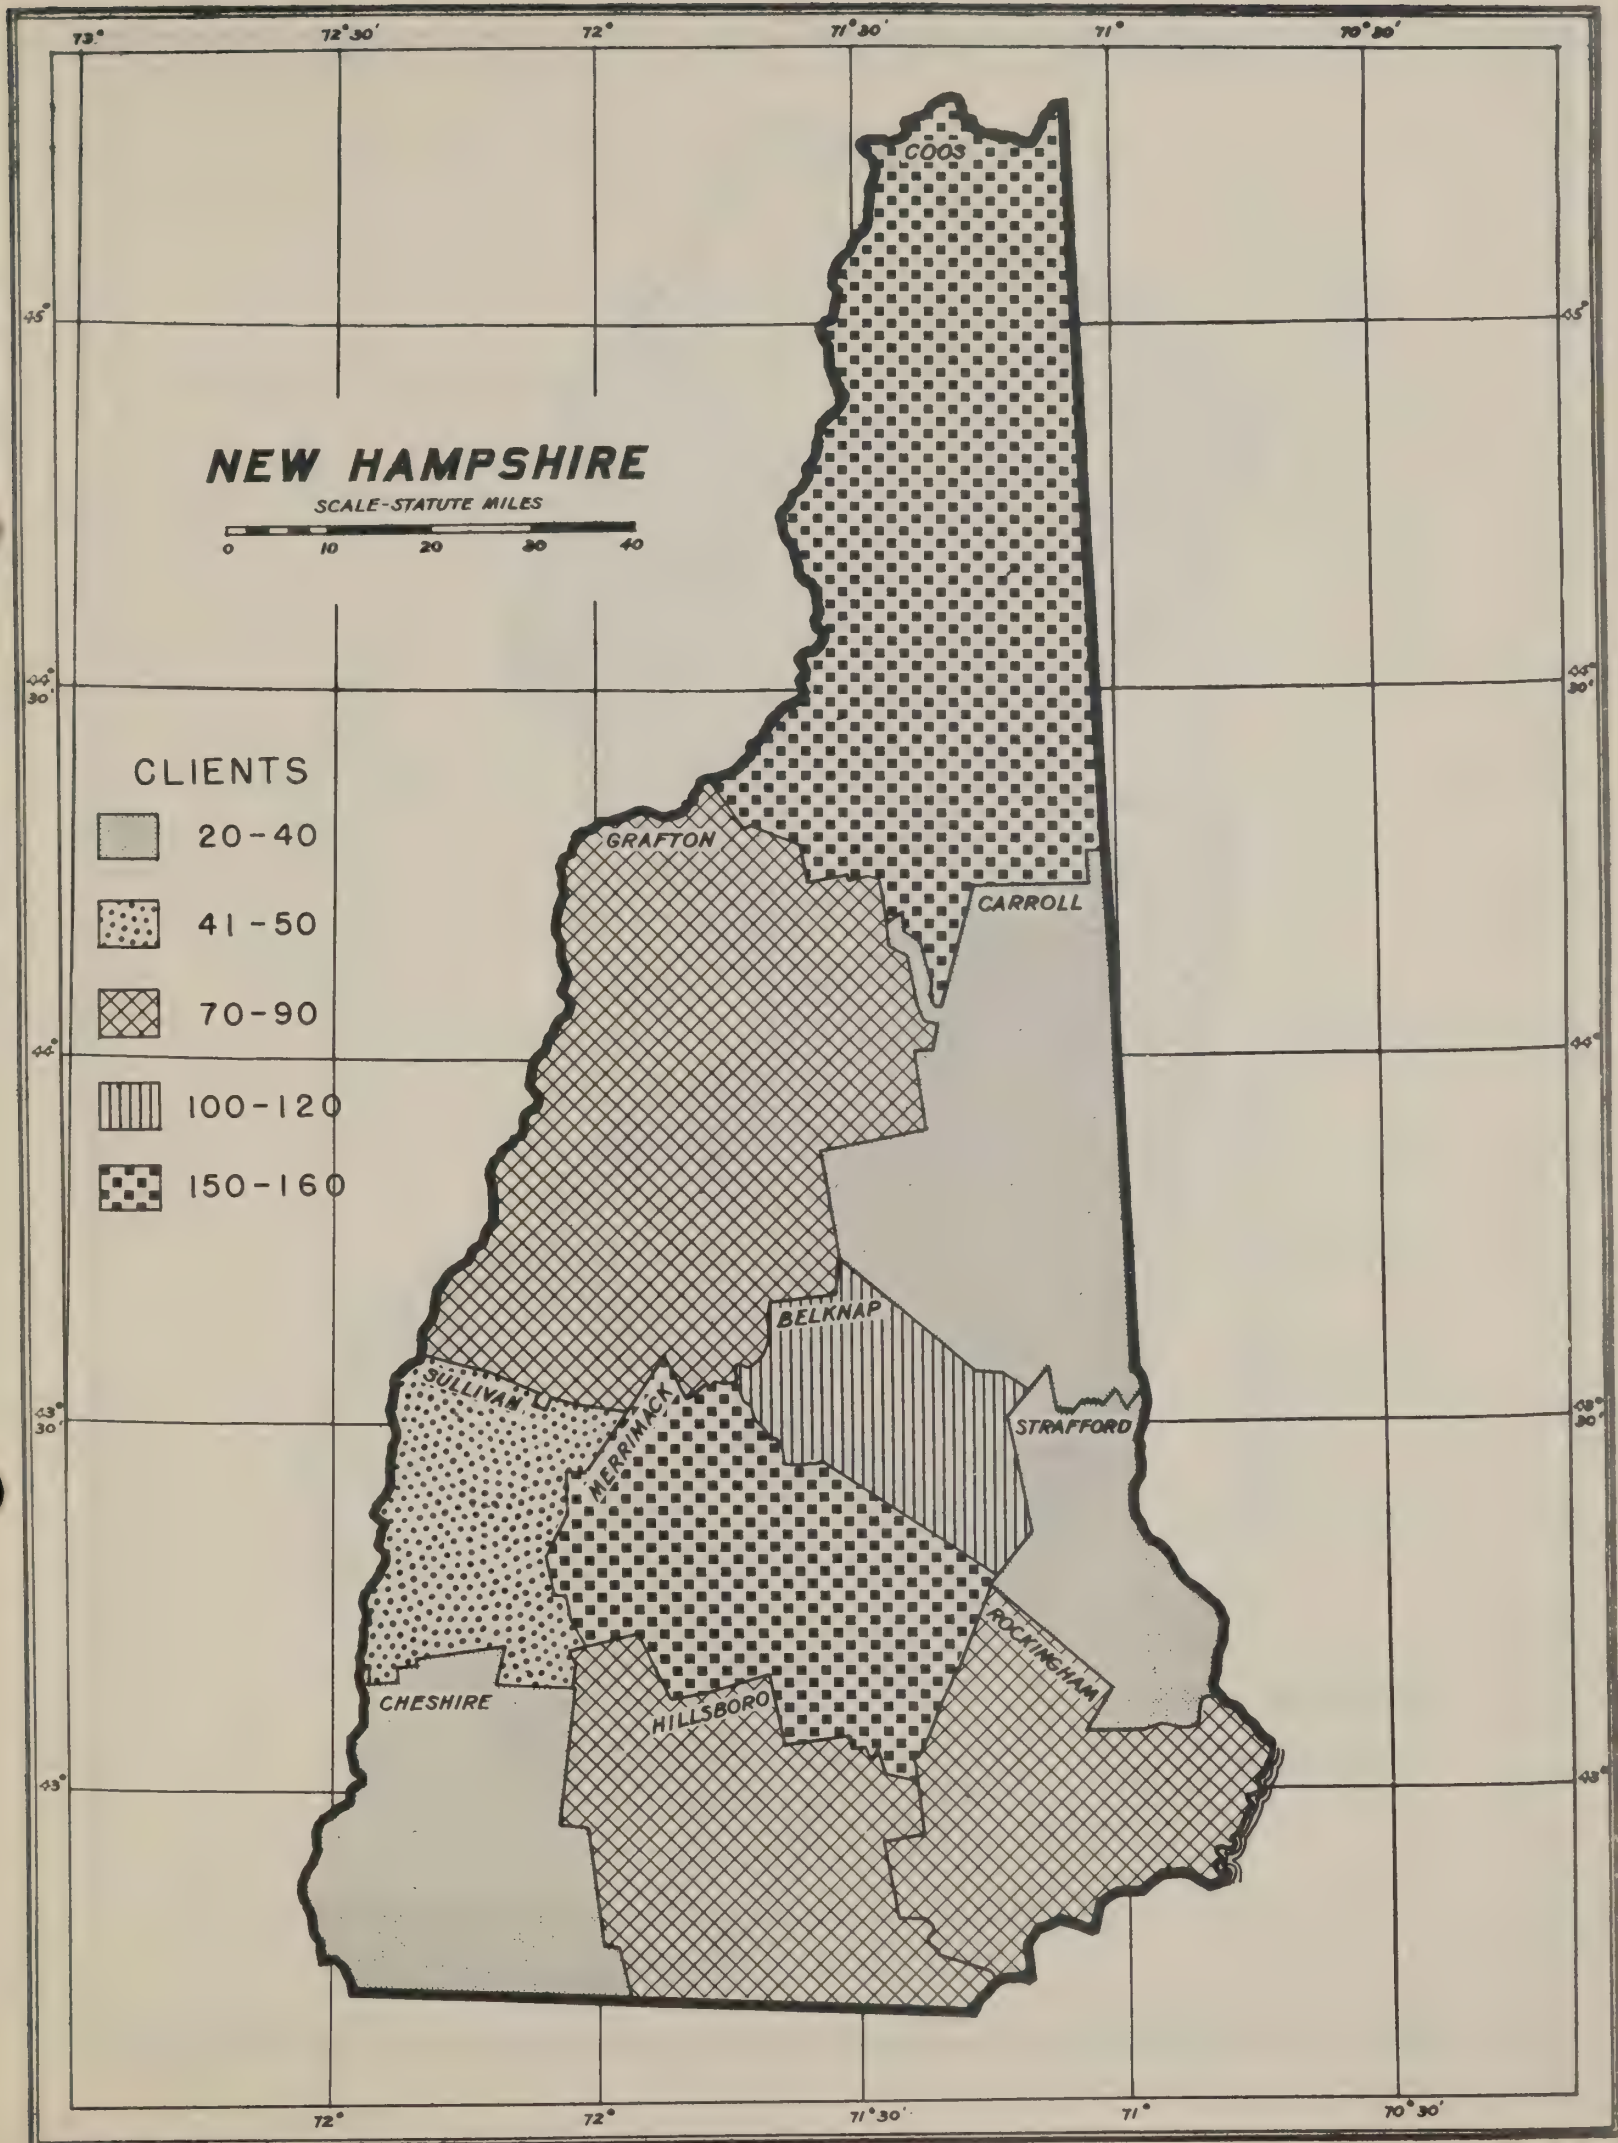 73°
72°30'
72°
71°30'
71°
70°30'
COOS
45°
45°
NEW HAMPSHIRE
SCALE-STATUTE MILES
0 10 20 30 40
44°
30'
44°
30'
CLIENTS
20-40
41-50
70-90
100-120
150-160
GRAFTON
CARROLL
44°
44°
BELKNAP
SULLIVAN
MERRIMACK
STRAFFORD
43°
30'
43°
30'
ROCKINGHAM
CHESHIRE
HILLSBORO
43°
43°
72°
72°
71°30'
71°
70°30'